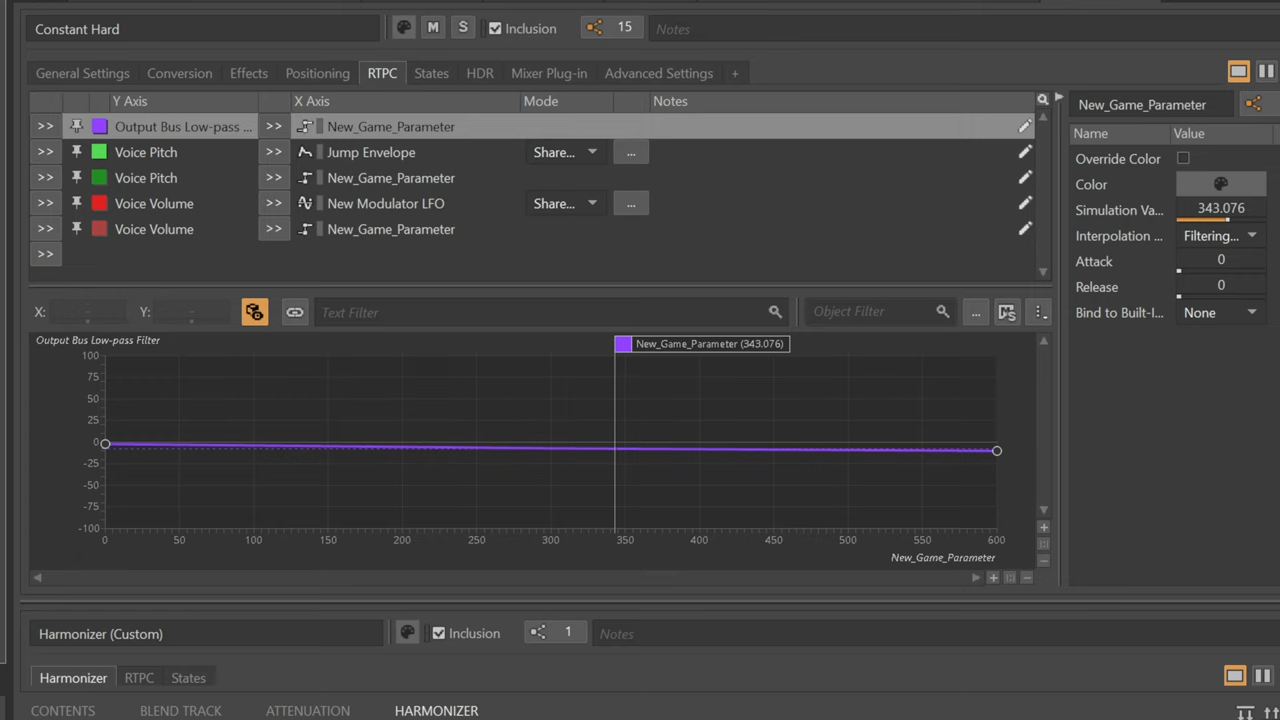 Constant Hard M S Inclusion 15 Notes
General Settings Conversion Effects Positioning RTPC States HDR Mixer Plug-in Advanced Settings +
Y Axis X Axis Mode Notes
>> Output Bus Low-pass ... >> New_Game_Parameter
>> Voice Pitch >> Jump Envelope Share... ...
>> Voice Pitch >> New_Game_Parameter
>> Voice Volume >> New Modulator LFO Share... ...
>> Voice Volume >> New_Game_Parameter
>>
New_Game_Parameter
Name Value
Override Color
Color
Simulation Va... 343.076
Interpolation ... Filtering...
Attack 0
Release 0
Bind to Built-I... None
X: Y: Text Filter Object Filter ...
Output Bus Low-pass Filter
New_Game_Parameter (343.076)
100
75
50
25
0
-25
-50
-75
-100
0 50 100 150 200 250 300 350 400 450 500 550 600
New_Game_Parameter
Harmonizer (Custom) Inclusion 1 Notes
Harmonizer RTPC States
CONTENTS BLEND TRACK ATTENUATION HARMONIZER